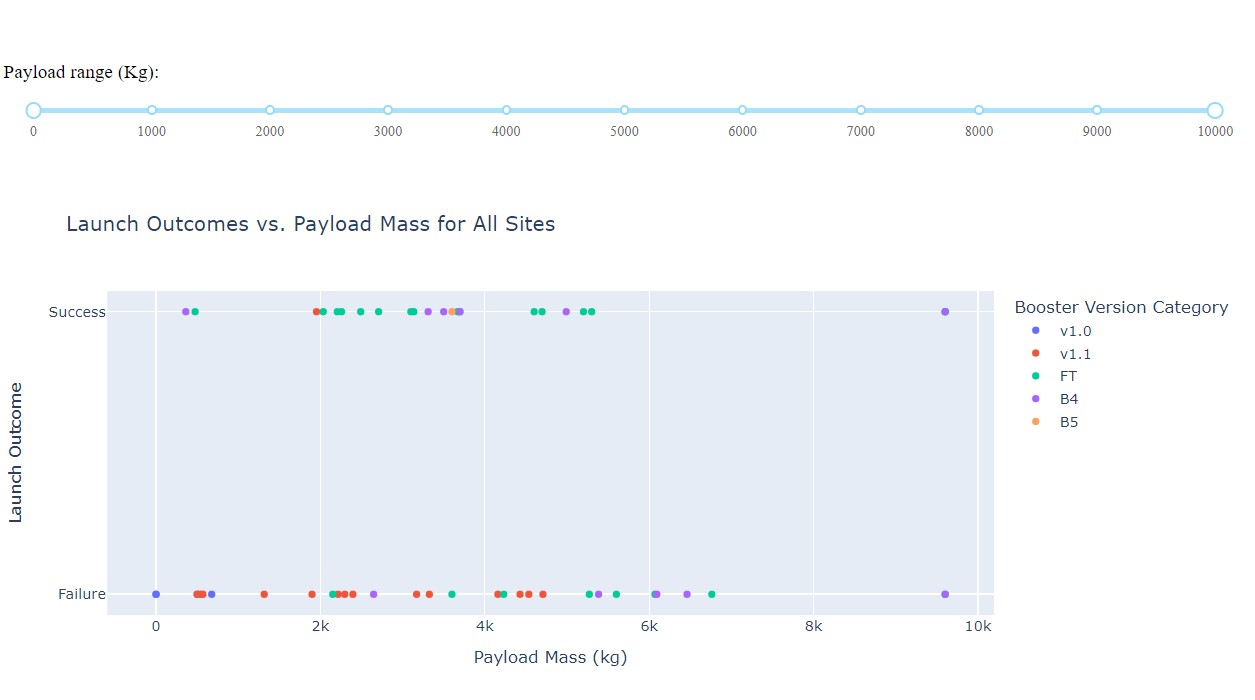 Payload range (Kg):
0 1000 2000 3000 4000 5000 6000 7000 8000 9000 10000
Launch Outcomes vs. Payload Mass for All Sites
Success
Failure
Launch Outcome
0 2k 4k 6k 8k 10k
Payload Mass (kg)
Booster Version Category
v1.0
v1.1
FT
B4
B5